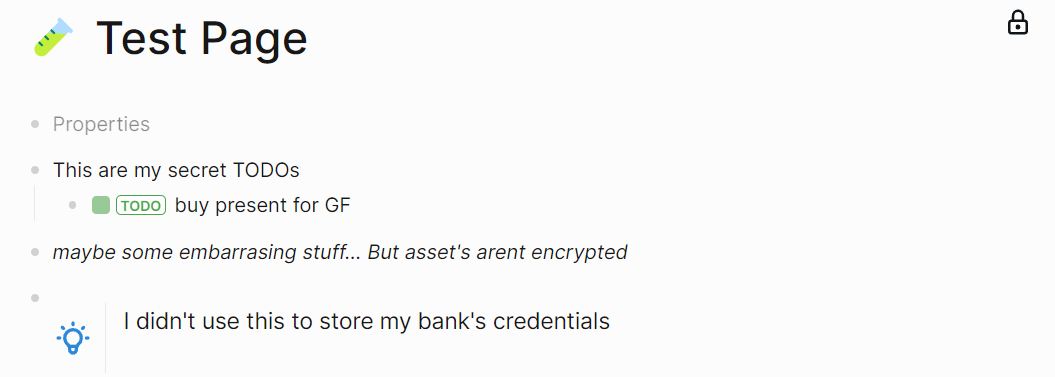 Test Page
Properties
This are my secret TODOs
TODO buy present for GF
maybe some embarrasing stuff... But asset's arent encrypted
I didn't use this to store my bank's credentials